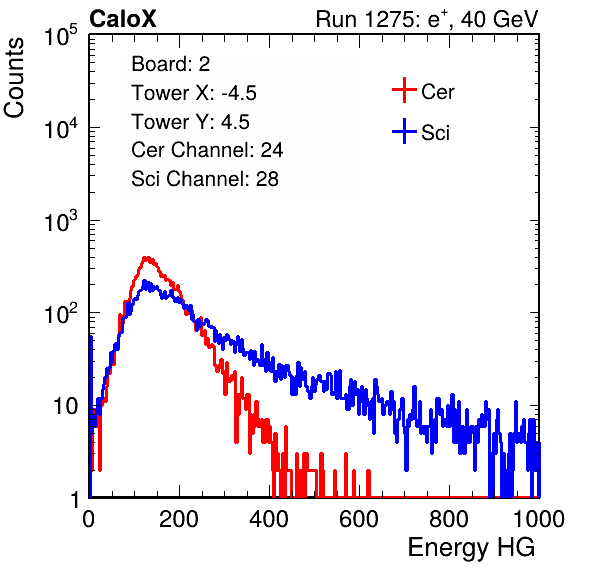 CaloX Run 1275: e⁺, 40 GeV
Counts
10⁵
10⁴
10³
10²
10
1
Board: 2
Tower X: -4.5
Tower Y: 4.5
Cer Channel: 24
Sci Channel: 28
Cer
Sci
0 200 400 600 800 1000
Energy HG